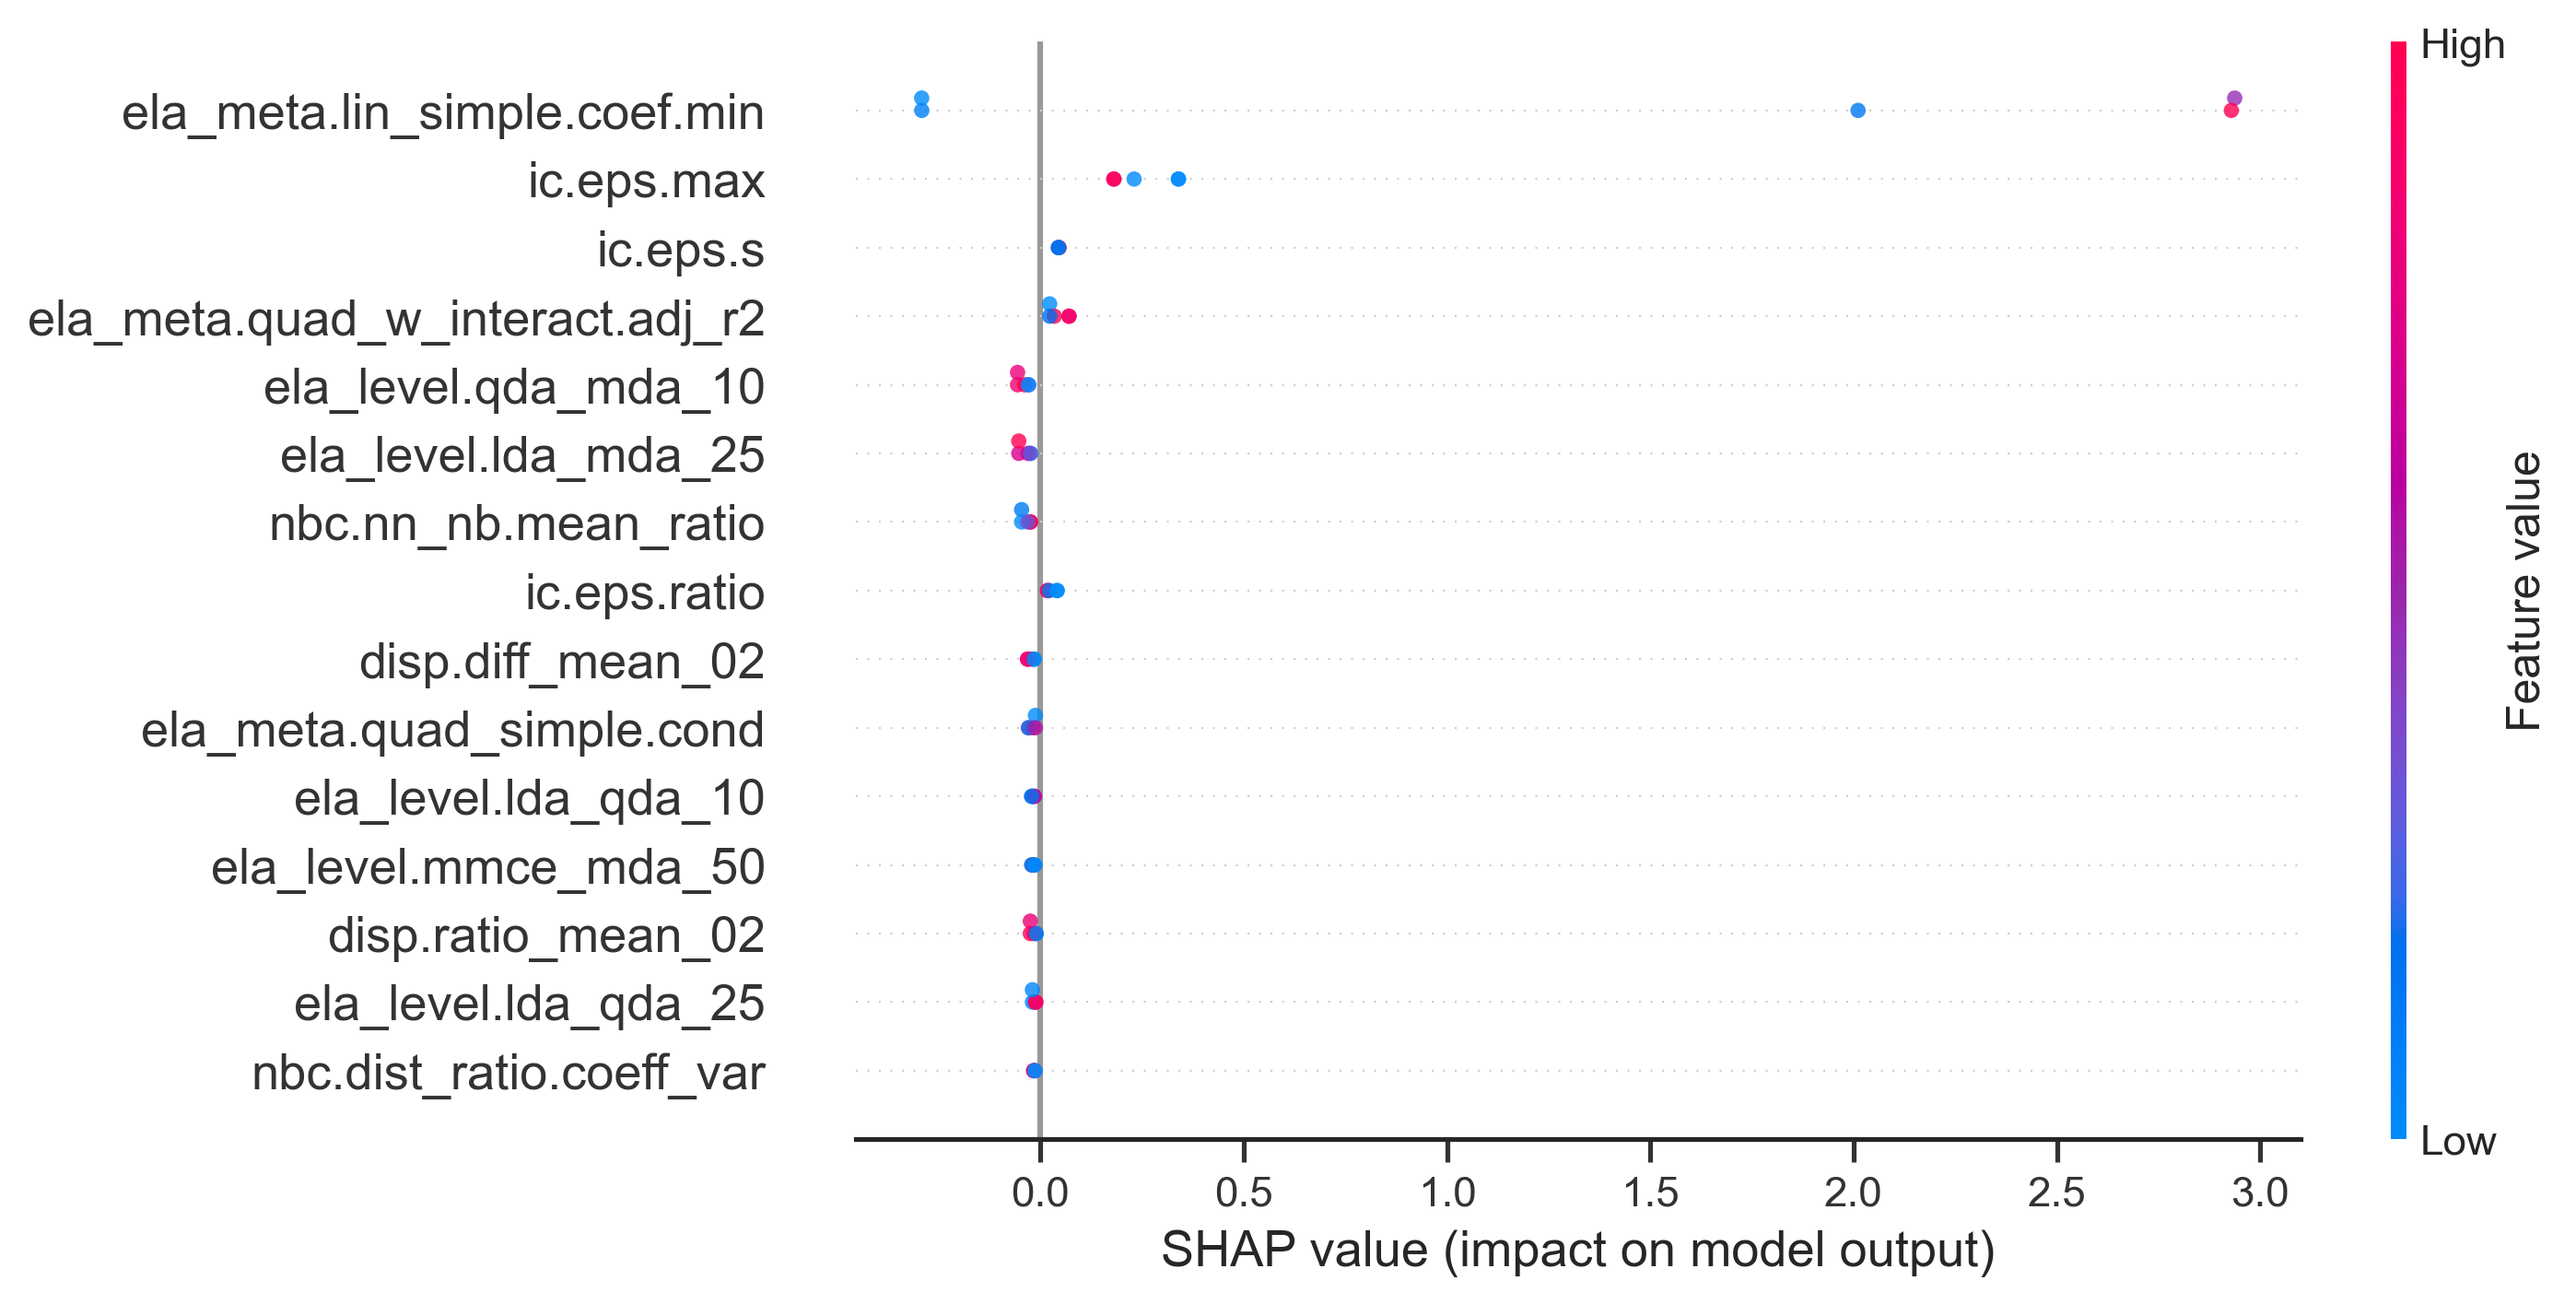 High
ela_meta.lin_simple.coef.min
ic.eps.max
ic.eps.s
ela_meta.quad_w_interact.adj_r2
ela_level.qda_mda_10
ela_level.lda_mda_25
nbc.nn_nb.mean_ratio
ic.eps.ratio
disp.diff_mean_02
ela_meta.quad_simple.cond
ela_level.lda_qda_10
ela_level.mmce_mda_50
disp.ratio_mean_02
ela_level.lda_qda_25
nbc.dist_ratio.coeff_var
Feature value
Low
0.0 0.5 1.0 1.5 2.0 2.5 3.0
SHAP value (impact on model output)